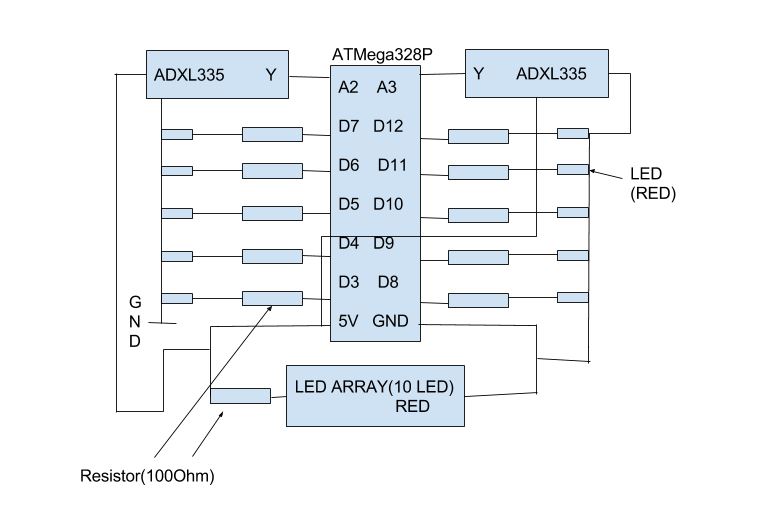 ATMega328P
ADXL335 Y
Y ADXL335
A2 A3
D7 D12
D6 D11
D5 D10
D4 D9
D3 D8
5V GND
LED
(RED)
G
N
D
LED ARRAY(10 LED)
RED
Resistor(100Ohm)